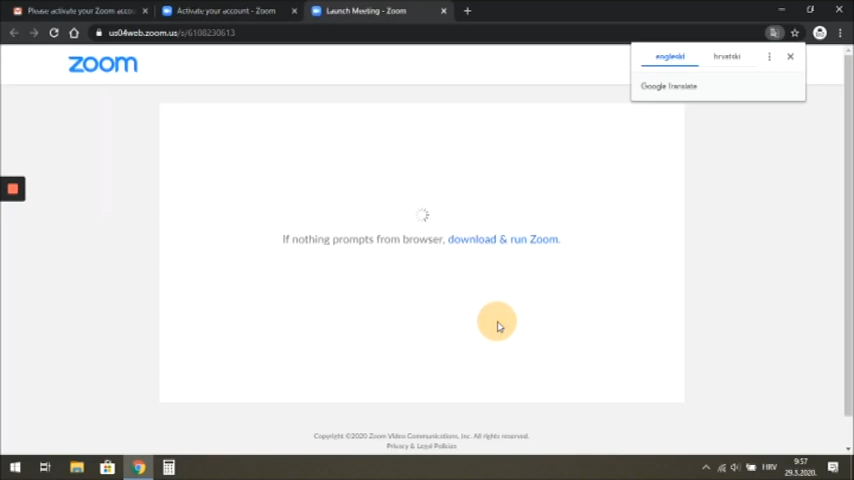 Please activate your Zoom accou
Activate your account - Zoom
Launch Meeting - Zoom
us04web.zoom.us/s/6108230613
zoom
engleski
hrvatski
Google Translate
If nothing prompts from browser, download & run Zoom.
Copyright ©2020 Zoom Video Communications, Inc. All rights reserved.
Privacy & Legal Policies
HRV
9:57
29.3.2020.